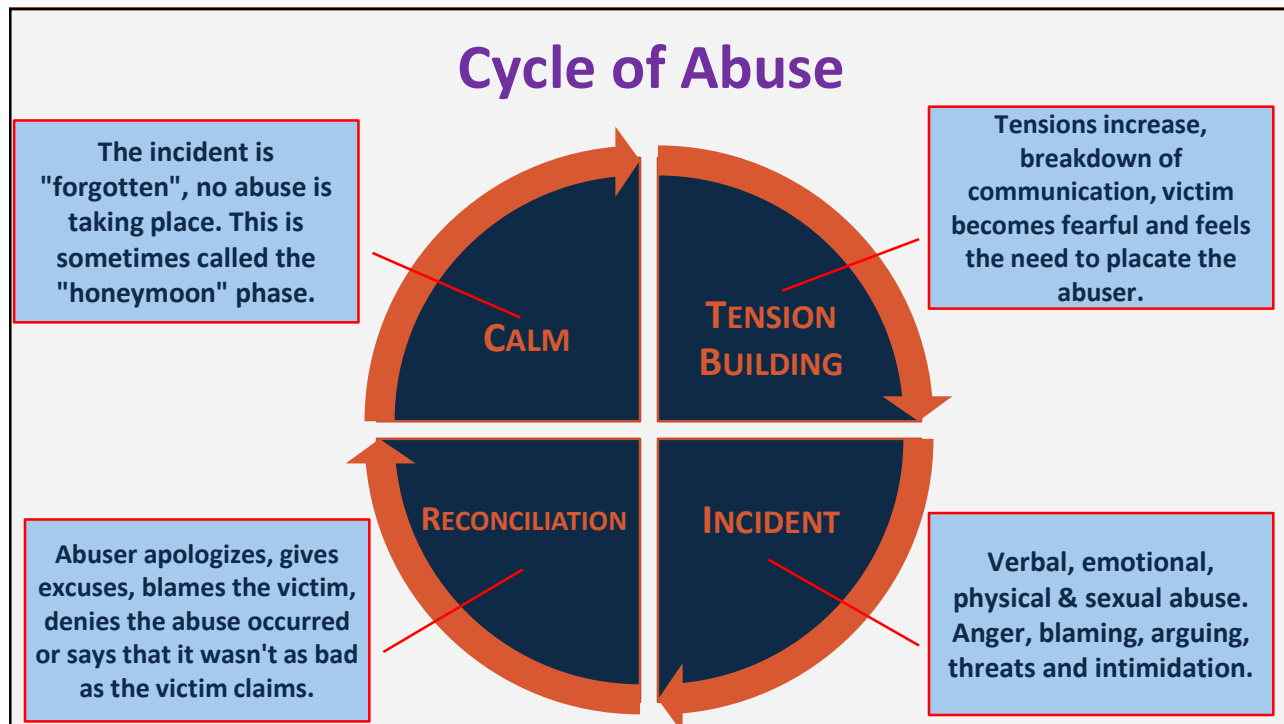 Cycle of Abuse
The incident is
"forgotten", no abuse is
taking place. This is
sometimes called the
"honeymoon" phase.
Tensions increase,
breakdown of
communication, victim
becomes fearful and feels
the need to placate the
abuser.
CALM
TENSION
BUILDING
RECONCILIATION
INCIDENT
Abuser apologizes, gives
excuses, blames the victim,
denies the abuse occurred
or says that it wasn't as bad
as the victim claims.
Verbal, emotional,
physical & sexual abuse.
Anger, blaming, arguing,
threats and intimidation.